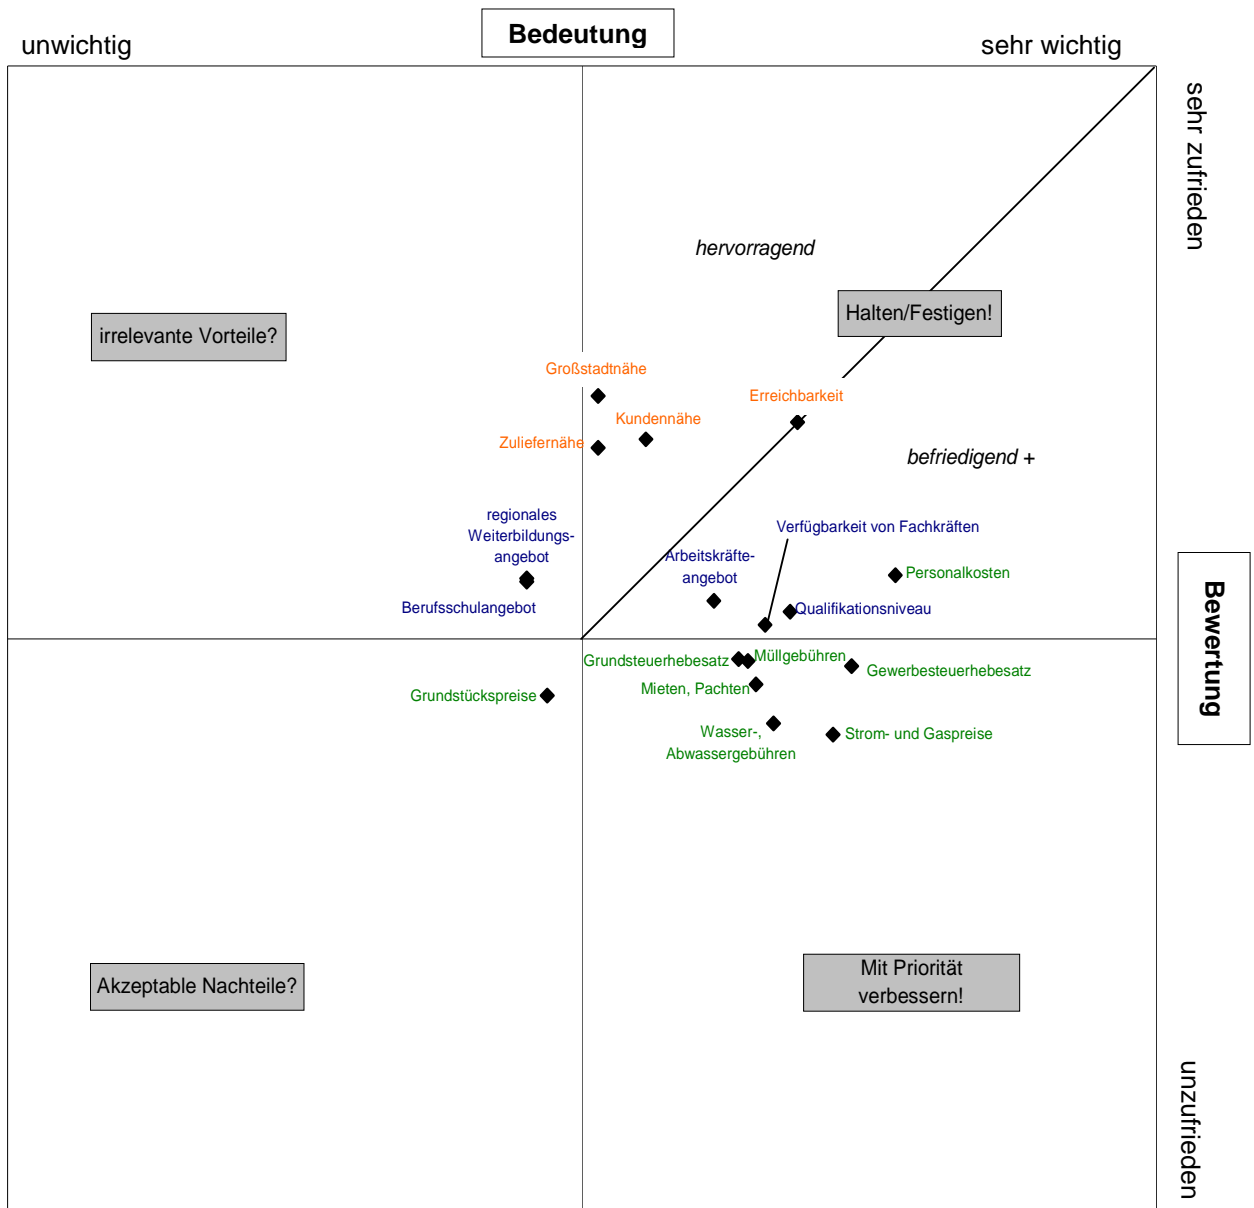 Bedeutung
unwichtig
sehr wichtig
sehr zufrieden
hervorragend
Halten/Festigen!
irrelevante Vorteile?
Großstadtnähe
Erreichbarkeit
Kundennähe
Zuliefernähe
befriedigend +
regionales
Weiterbildungs-
angebot
Verfügbarkeit von Fachkräften
Arbeitskräfte-
angebot
Personalkosten
Berufsschulangebot
Qualifikationsniveau
Bewertung
Grundsteuerhebesatz
Müllgebühren
Gewerbesteuerhebesatz
Grundstückspreise
Mieten, Pachten
Wasser-,
Abwassergebühren
Strom- und Gaspreise
Akzeptable Nachteile?
Mit Priorität
verbessern!
unzufrieden